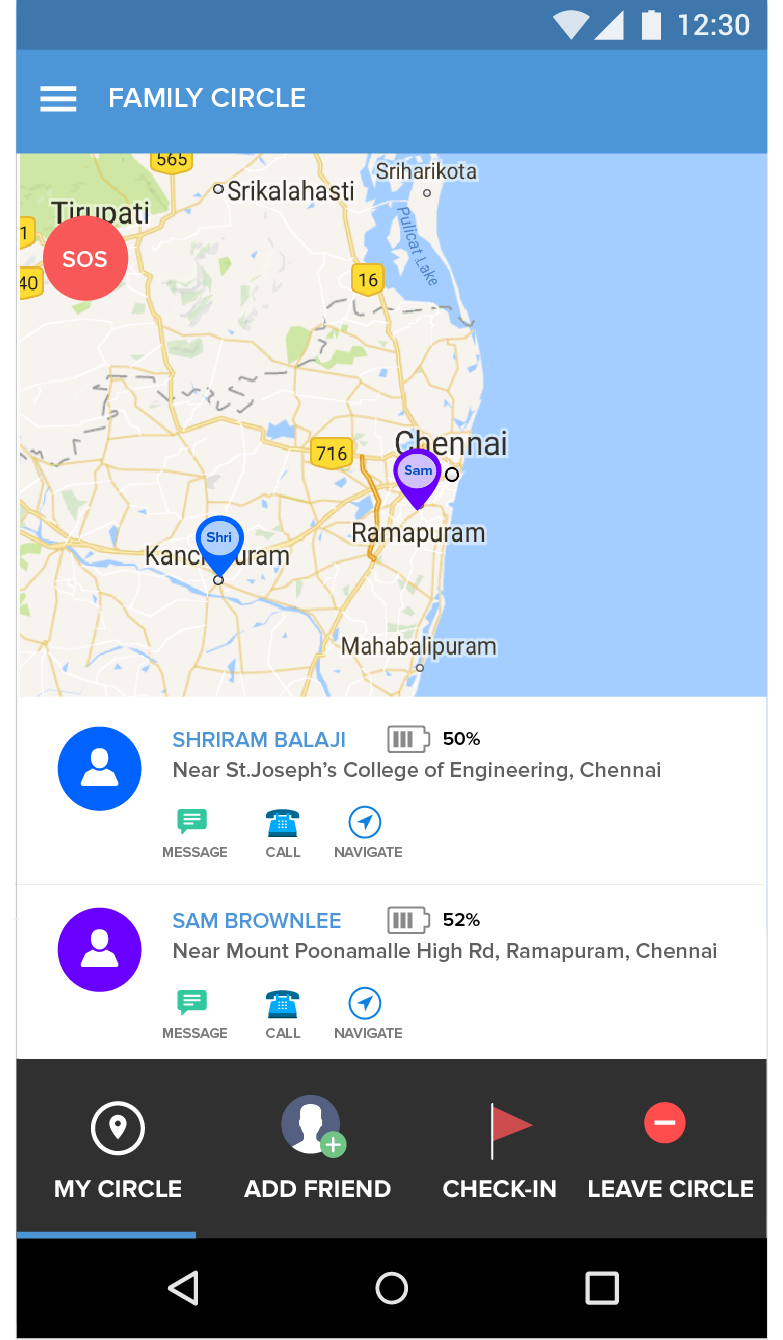 12:30
FAMILY CIRCLE
565
Sriharikota
Srikalahasti
Tirupati
1
SOS
Pulicat Lake
40
16
Chennai
716
Sam
Ramapuram
Shri
Kanc uram
Mahabalipuram
SHRIRAM BALAJI 50%
Near St.Joseph’s College of Engineering, Chennai
MESSAGE CALL NAVIGATE
SAM BROWNLEE 52%
Near Mount Poonamalle High Rd, Ramapuram, Chennai
MESSAGE CALL NAVIGATE
MY CIRCLE ADD FRIEND CHECK-IN LEAVE CIRCLE